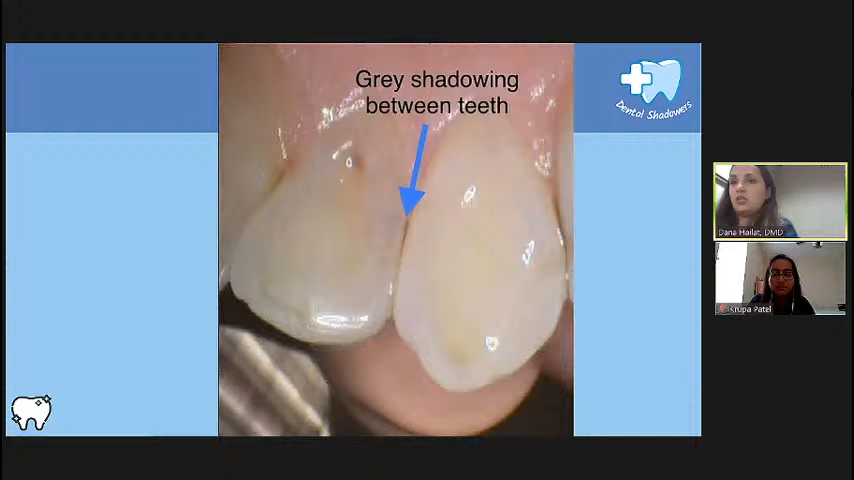 Grey shadowing
between teeth
Dental Shadowers
Dana Hailat, DMD
Krupa Patel